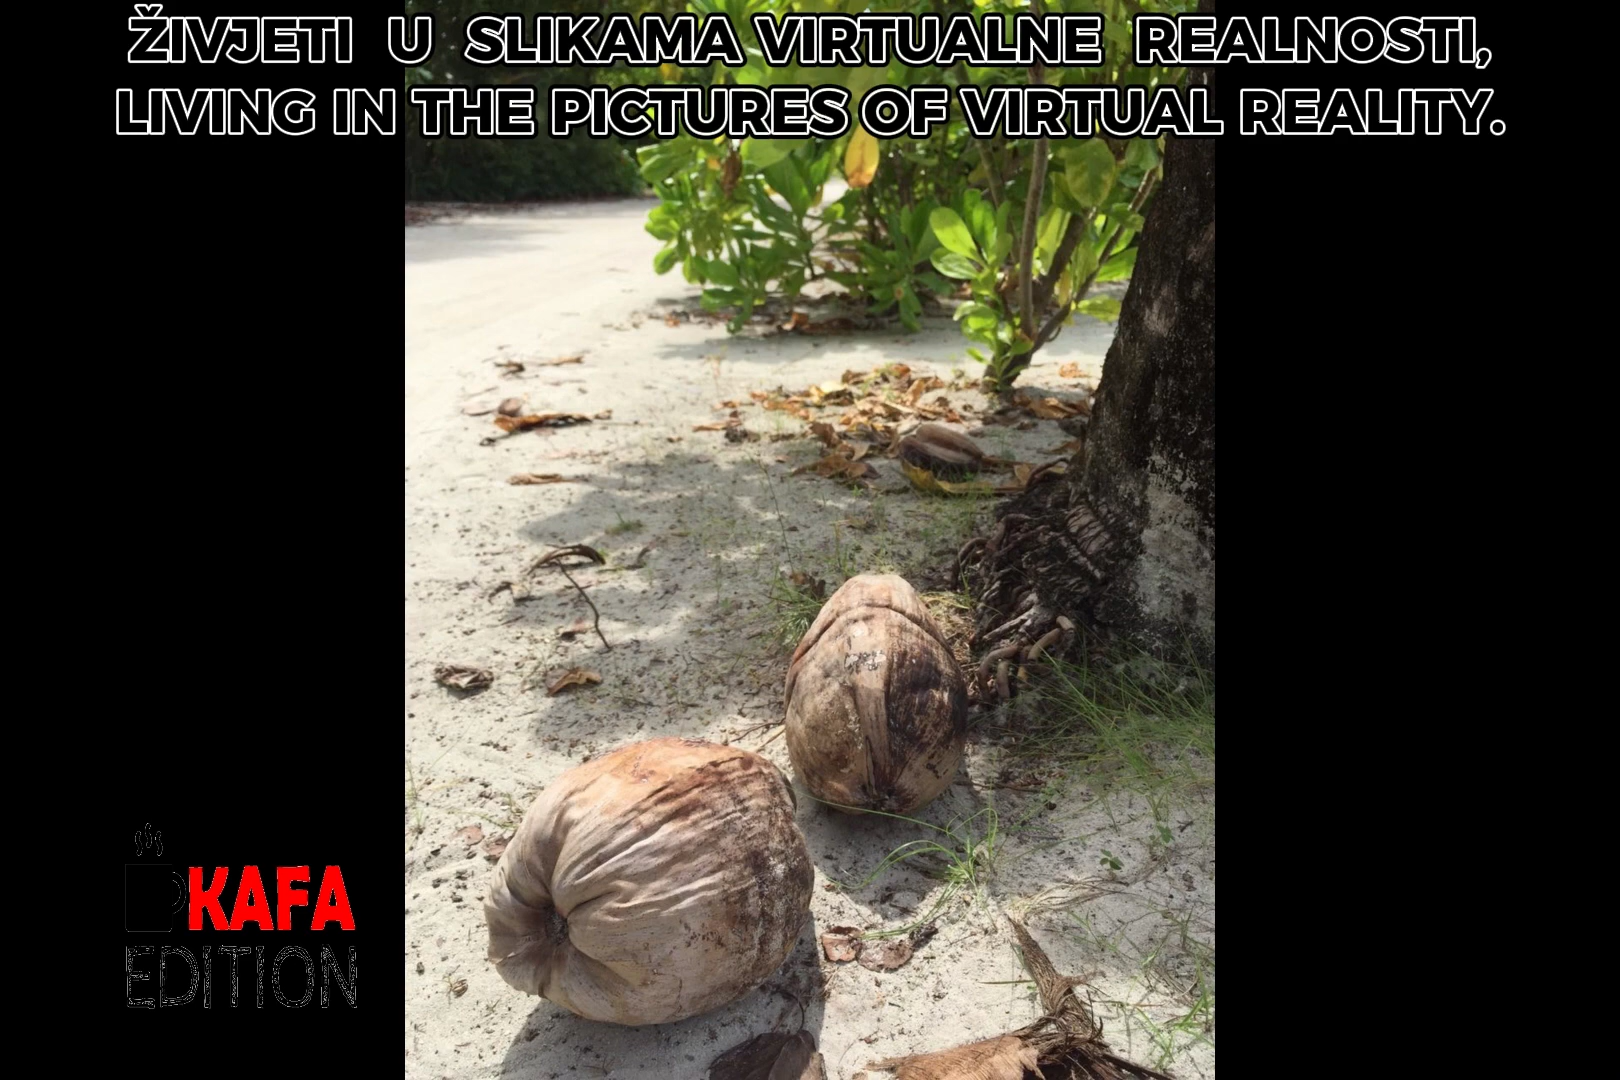 ŽIVJETI U SLIKAMA VIRTUALNE REALNOSTI,
LIVING IN THE PICTURES OF VIRTUAL REALITY.
KAFA
EDITION